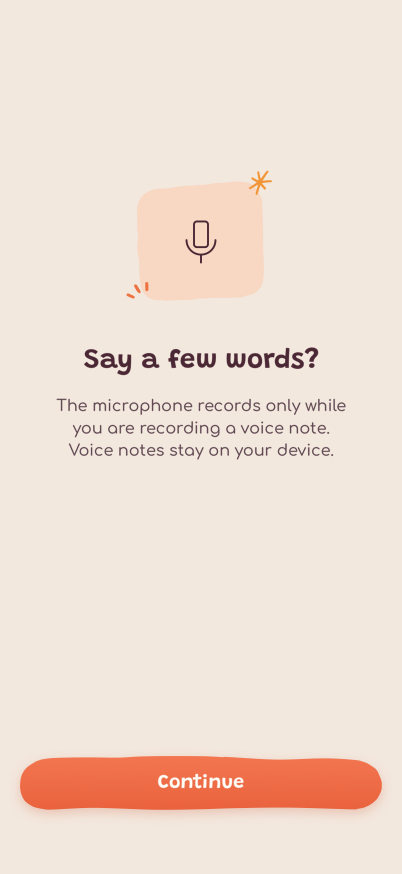 Say a few words?
The microphone records only while
you are recording a voice note.
Voice notes stay on your device.
Continue